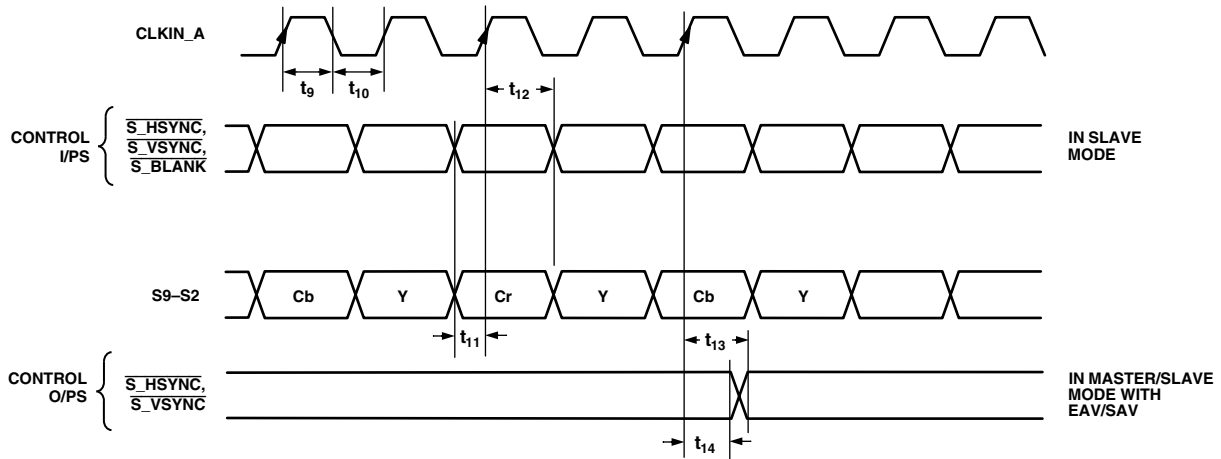 CLKIN_A
t9
t10
t12
CONTROL
I/PS
S_HSYNC,
S_VSYNC,
S_BLANK
IN SLAVE
MODE
S9–S2
Cb
Y
Cr
Y
Cb
Y
t11
t13
CONTROL
O/PS
S_HSYNC,
S_VSYNC
IN MASTER/SLAVE
MODE WITH
EAV/SAV
t14